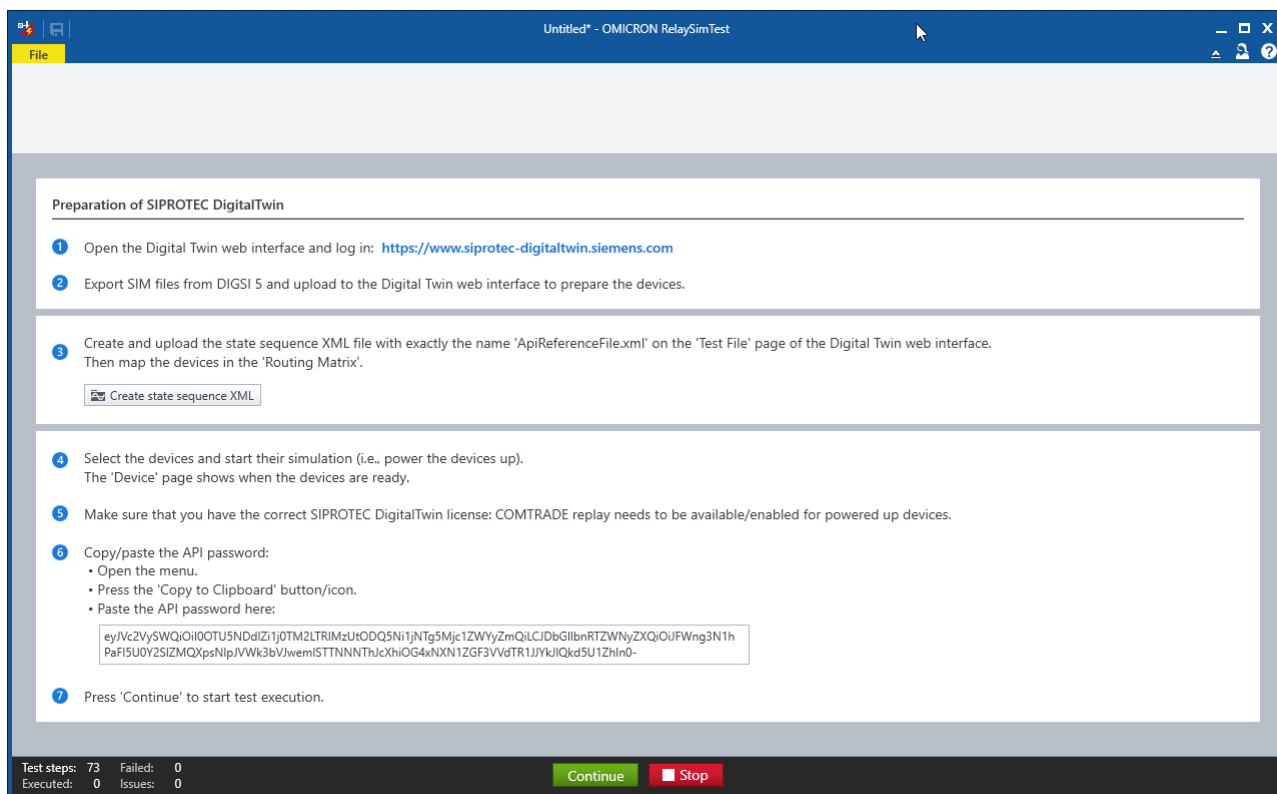 Untitled* - OMICRON RelaySimTest
File
Preparation of SIPROTEC DigitalTwin
1 Open the Digital Twin web interface and log in: https://www.siprotec-digitaltwin.siemens.com
2 Export SIM files from DIGSI 5 and upload to the Digital Twin web interface to prepare the devices.
3 Create and upload the state sequence XML file with exactly the name 'ApiReferenceFile.xml' on the 'Test File' page of the Digital Twin web interface.
Then map the devices in the 'Routing Matrix'.
Create state sequence XML
4 Select the devices and start their simulation (i.e., power the devices up).
The 'Device' page shows when the devices are ready.
5 Make sure that you have the correct SIPROTEC DigitalTwin license: COMTRADE replay needs to be available/enabled for powered up devices.
6 Copy/paste the API password:
• Open the menu.
• Press the 'Copy to Clipboard' button/icon.
• Paste the API password here:
7 Press 'Continue' to start test execution.
Test steps: 73 Failed: 0
Executed: 0 Issues: 0
Continue
Stop